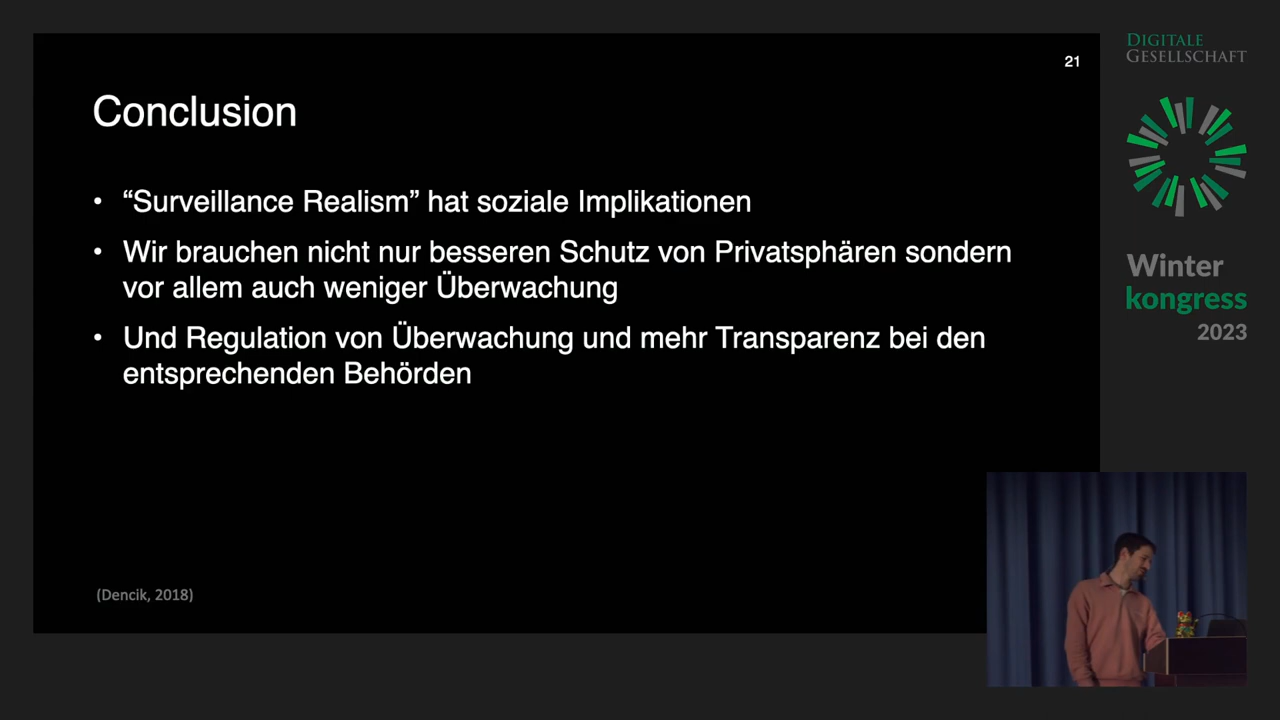 21
Conclusion
• “Surveillance Realism” hat soziale Implikationen
• Wir brauchen nicht nur besseren Schutz von Privatsphären sondern
vor allem auch weniger Überwachung
• Und Regulation von Überwachung und mehr Transparenz bei den
entsprechenden Behörden
(Dencik, 2018)
DIGITALE
GESELLSCHAFT
Winter
kongress
2023